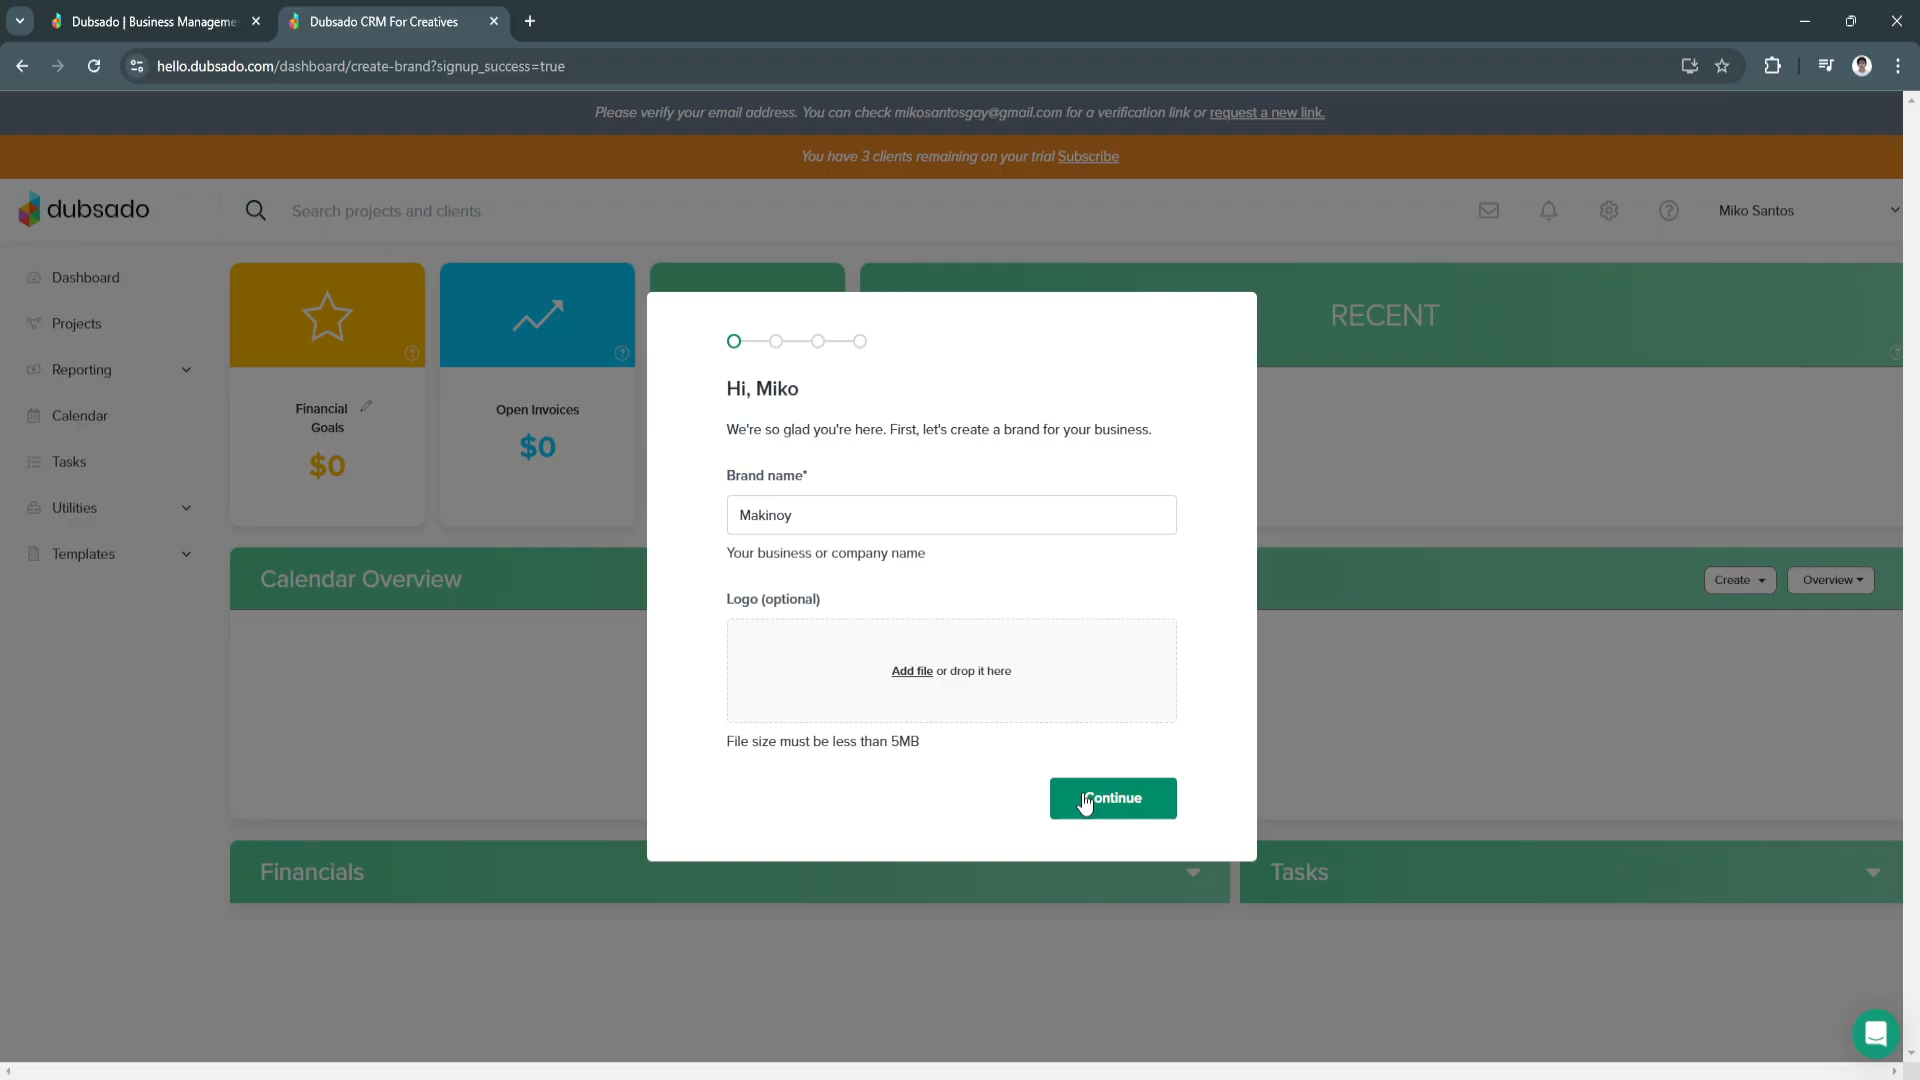 Dubsado | Business Manageme
Dubsado CRM For Creatives
hello.dubsado.com/dashboard/create-brand?signup_success=true
Please verify your email address. You can check mikosantosgay@gmail.com for a verification link or request a new link.
You have 3 clients remaining on your trial Subscribe
dubsado
Search projects and clients
Miko Santos
Dashboard
Projects
Reporting
Calendar
Tasks
Utilities
Templates
Financial
Goals
$0
Open Invoices
$0
RECENT
Hi, Miko
We're so glad you're here. First, let's create a brand for your business.
Brand name*
Makinoy
Your business or company name
Logo (optional)
Add file or drop it here
File size must be less than 5MB
Continue
Calendar Overview
Create
Overview
Financials
Tasks